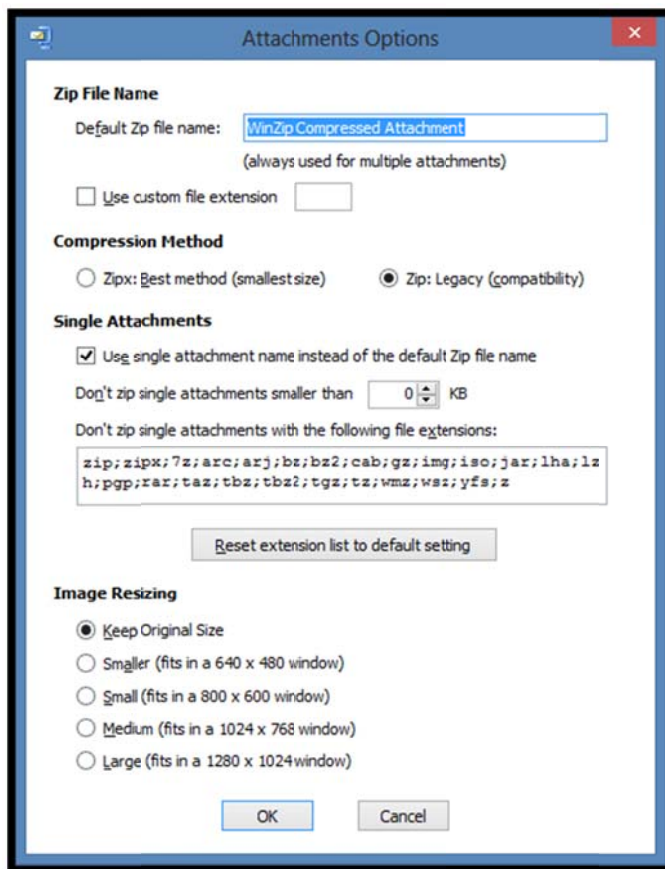 Attachments Options
Zip File Name
Default Zip file name: WinZip Compressed Attachment
(always used for multiple attachments)
Use custom file extension
Compression Method
Zipx: Best method (smallest size) Zip: Legacy (compatibility)
Single Attachments
Use single attachment name instead of the default Zip file name
Don't zip single attachments smaller than 0 KB
Don't zip single attachments with the following file extensions:
zip;zipx;7z;arc;arj;bz;bz2;cab;gz;img;iso;jar;lha;lz
h;pgp;rar;taz;tbz;tbz2;tgz;tz;wmz;wsz;yfs;z
Reset extension list to default setting
Image Resizing
Keep Original Size
Smaller (fits in a 640 x 480 window)
Small (fits in a 800 x 600 window)
Medium (fits in a 1024 x 768 window)
Large (fits in a 1280 x 1024 window)
OK Cancel